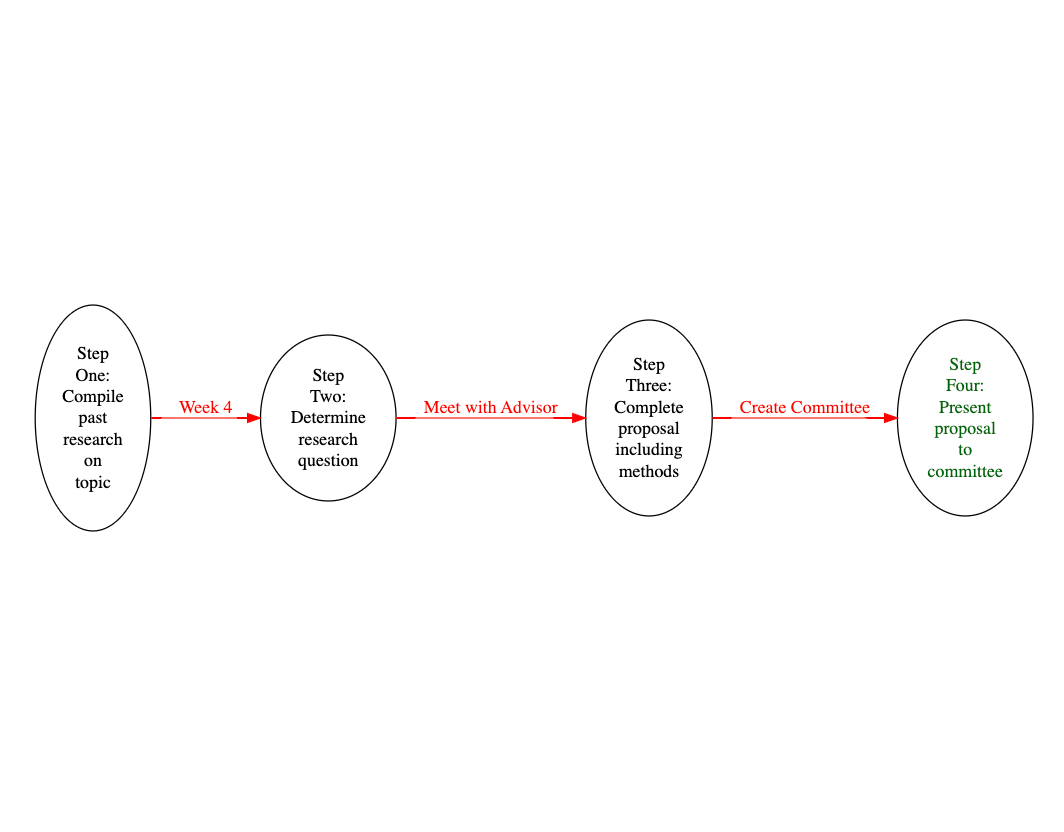 Step
One:
Compile
past
research
on
topic
Week 4
Step
Two:
Determine
research
question
Meet with Advisor
Step
Three:
Complete
proposal
including
methods
Create Committee
Step
Four:
Present
proposal
to
committee